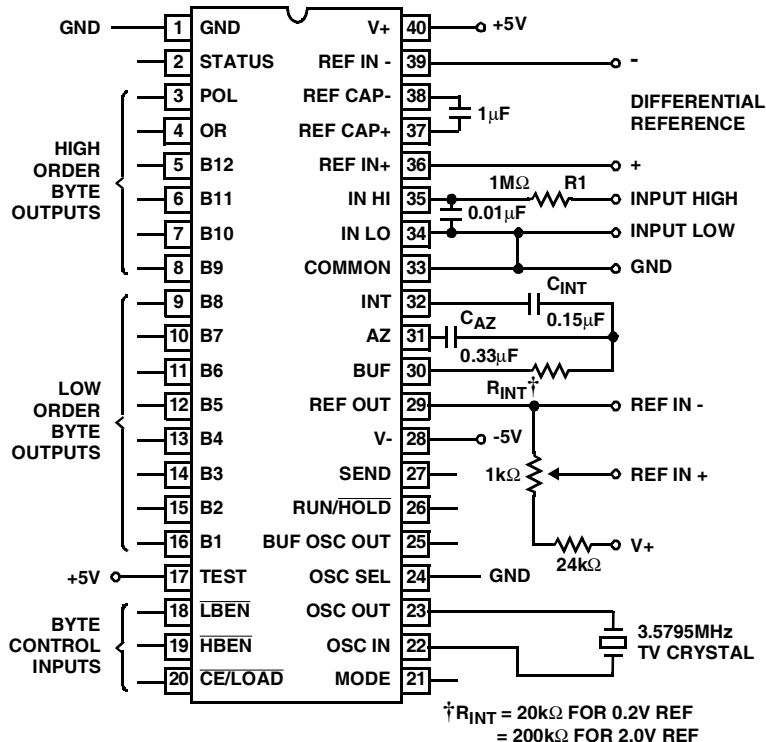 GND 1 GND V+ 40 +5V
2 STATUS REF IN - 39 -
3 POL REF CAP- 38
1μF
DIFFERENTIAL
REFERENCE
4 OR REF CAP+ 37
HIGH
ORDER
BYTE
OUTPUTS
5 B12 REF IN+ 36 +
6 B11 IN HI 35 1MΩ R1 INPUT HIGH
0.01μF
7 B10 IN LO 34 INPUT LOW
8 B9 COMMON 33 GND
9 B8 INT 32 CINT
0.15μF
10 B7 AZ 31 CAZ
0.33μF
11 B6 BUF 30
RINT†
LOW
ORDER
BYTE
OUTPUTS
12 B5 REF OUT 29 REF IN -
13 B4 V- 28 -5V
14 B3 SEND 27 1kΩ REF IN +
15 B2 RUN/HOLD 26
16 B1 BUF OSC OUT 25 24kΩ V+
+5V 17 TEST OSC SEL 24 GND
BYTE
CONTROL
INPUTS
18 LBEN OSC OUT 23
19 HBEN OSC IN 22
3.5795MHz
TV CRYSTAL
20 CE/LOAD MODE 21
†RINT = 20kΩ FOR 0.2V REF
= 200kΩ FOR 2.0V REF